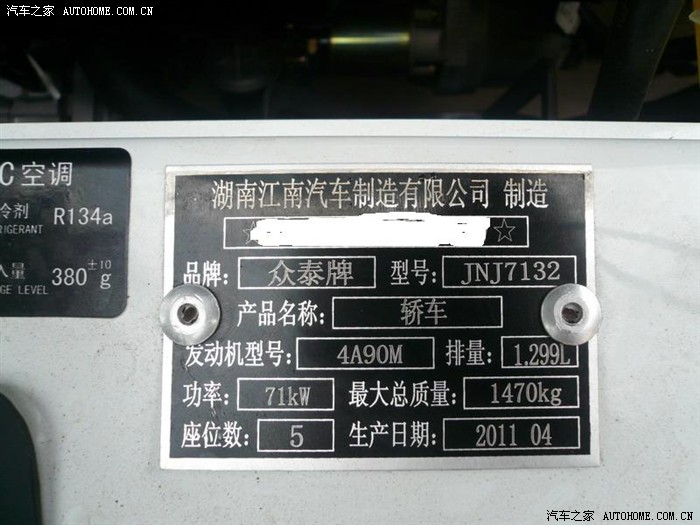 汽车之家 AUTOHOME.COM.CN
C空调
冷剂 R134a
RIGERANT
入量 380±10g
GE LEVEL
湖南江南汽车制造有限公司 制造
☆ ☆
品牌: 众泰牌 型号: JNJ7132
产品名称: 轿车
发动机型号: 4A90M 排量: 1.299L
功率: 71kW 最大总质量: 1470kg
座位数: 5 生产日期: 2011 04
汽车之家 AUTOHOME.COM.CN